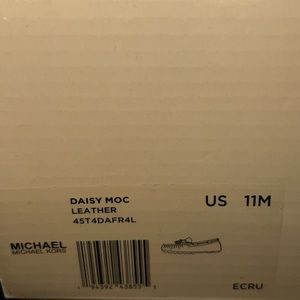 DAISY MOC
LEATHER
45T4DAFR4L
US 11M
MICHAEL
MICHAEL KORS
ECRU